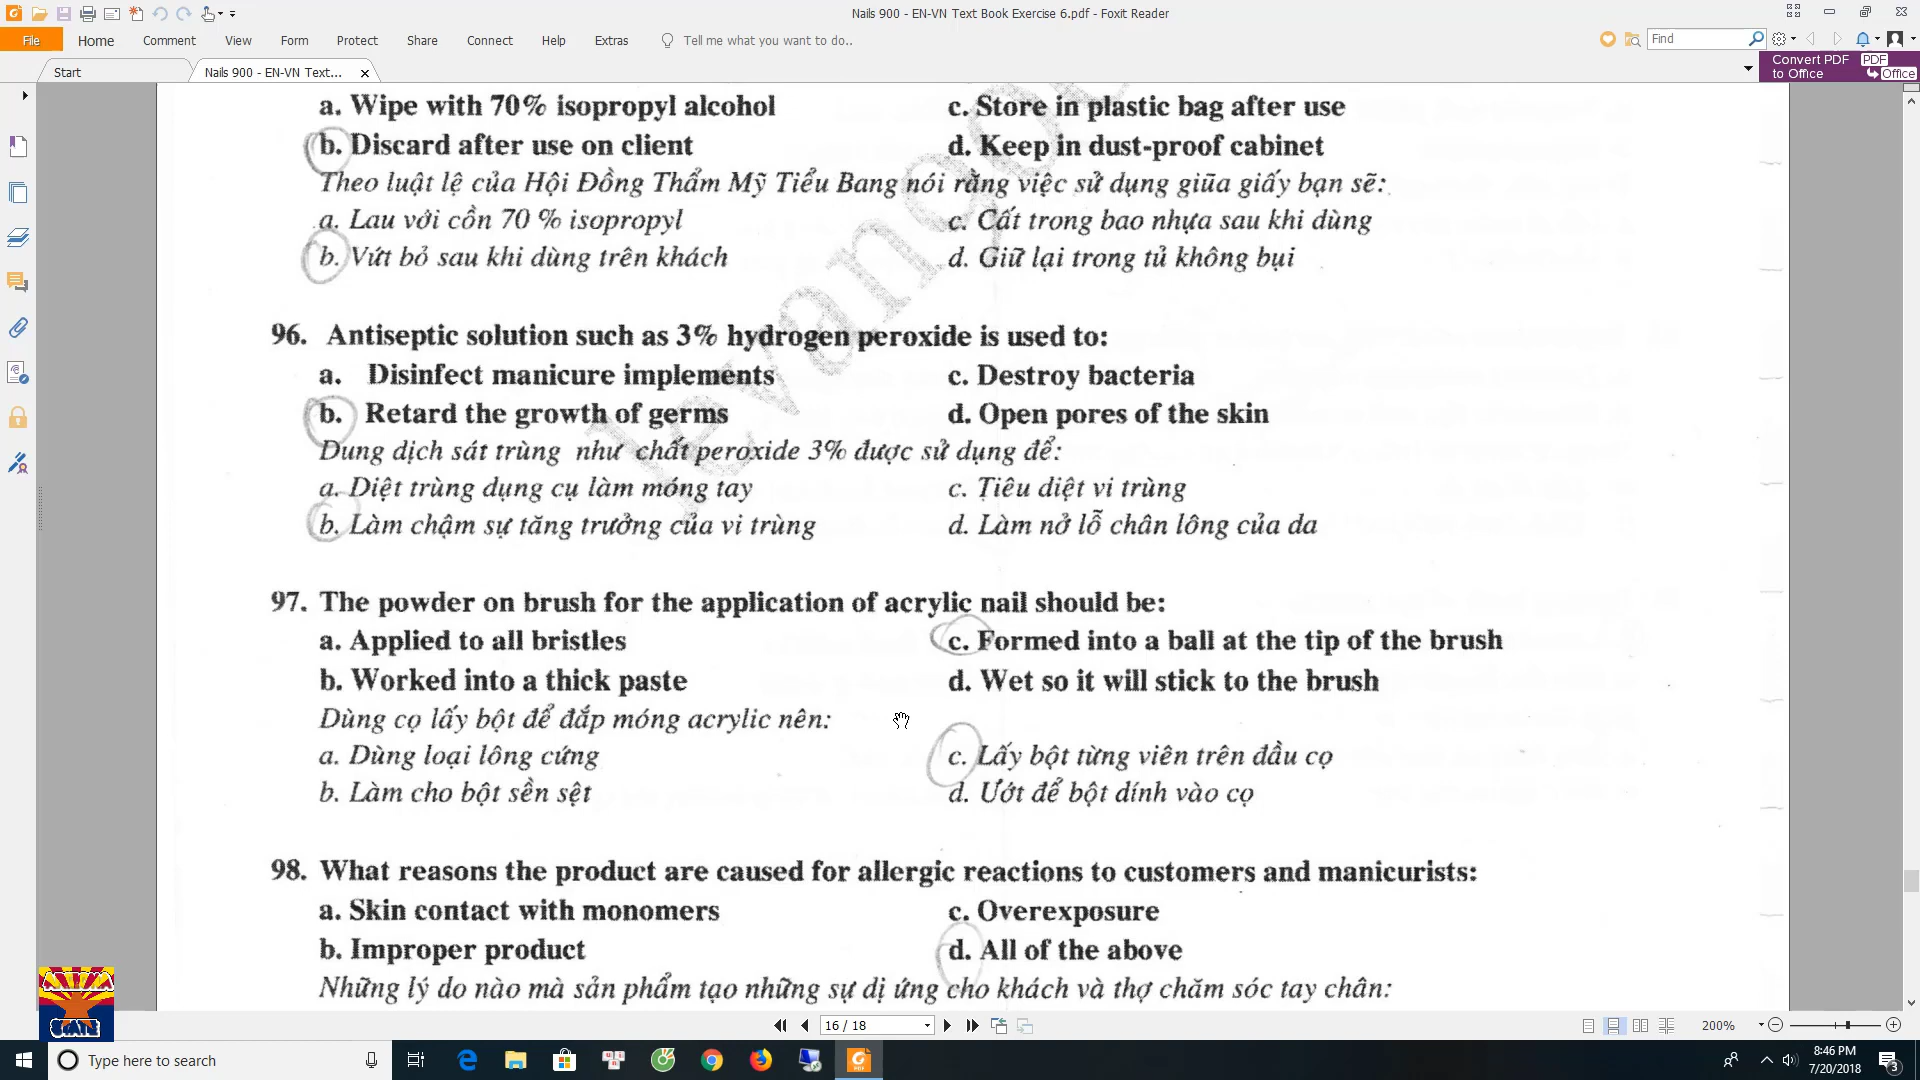 Nails 900 - EN-VN Text Book Exercise 6.pdf - Foxit Reader
File Home Comment View Form Protect Share Connect Help Extras Tell me what you want to do.. Find
Start Nails 900 - EN-VN Text... Convert PDF to Office PDF Office
a. Wipe with 70% isopropyl alcohol c. Store in plastic bag after use
b. Discard after use on client d. Keep in dust-proof cabinet
Theo luật lệ của Hội Đồng Thẩm Mỹ Tiểu Bang nói rằng việc sử dụng giũa giấy bạn sẽ:
a. Lau với cồn 70 % isopropyl c. Cất trong bao nhựa sau khi dùng
b. Vứt bỏ sau khi dùng trên khách d. Giữ lại trong tủ không bụi
96. Antiseptic solution such as 3% hydrogen peroxide is used to:
a. Disinfect manicure implements c. Destroy bacteria
b. Retard the growth of germs d. Open pores of the skin
Dung dịch sát trùng như chất peroxide 3% được sử dụng để:
a. Diệt trùng dụng cụ làm móng tay c. Tiêu diệt vi trùng
b. Làm chậm sự tăng trưởng của vi trùng d. Làm nở lỗ chân lông của da
97. The powder on brush for the application of acrylic nail should be:
a. Applied to all bristles c. Formed into a ball at the tip of the brush
b. Worked into a thick paste d. Wet so it will stick to the brush
Dùng cọ lấy bột để đắp móng acrylic nên:
a. Dùng loại lông cứng c. Lấy bột từng viên trên đầu cọ
b. Làm cho bột sền sệt d. Ướt để bột dính vào cọ
98. What reasons the product are caused for allergic reactions to customers and manicurists:
a. Skin contact with monomers c. Overexposure
b. Improper product d. All of the above
Những lý do nào mà sản phẩm tạo những sự dị ứng cho khách và thợ chăm sóc tay chân:
ARIZONA
STATE
16 / 18 200%
Type here to search 8:46 PM
7/20/2018 3